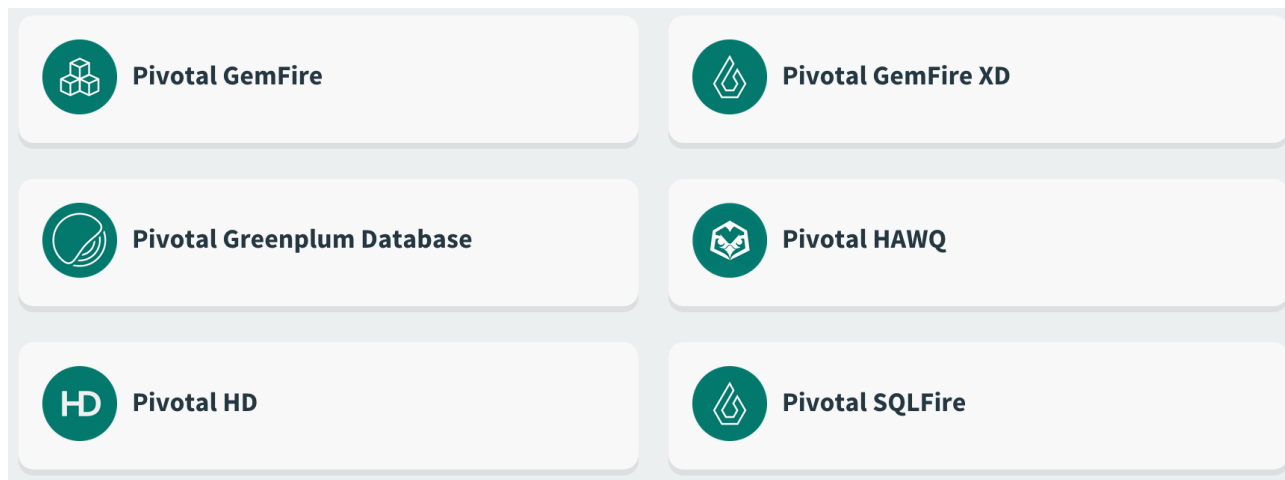 Pivotal GemFire
Pivotal GemFire XD
Pivotal Greenplum Database
Pivotal HAWQ
HD
Pivotal HD
Pivotal SQLFire